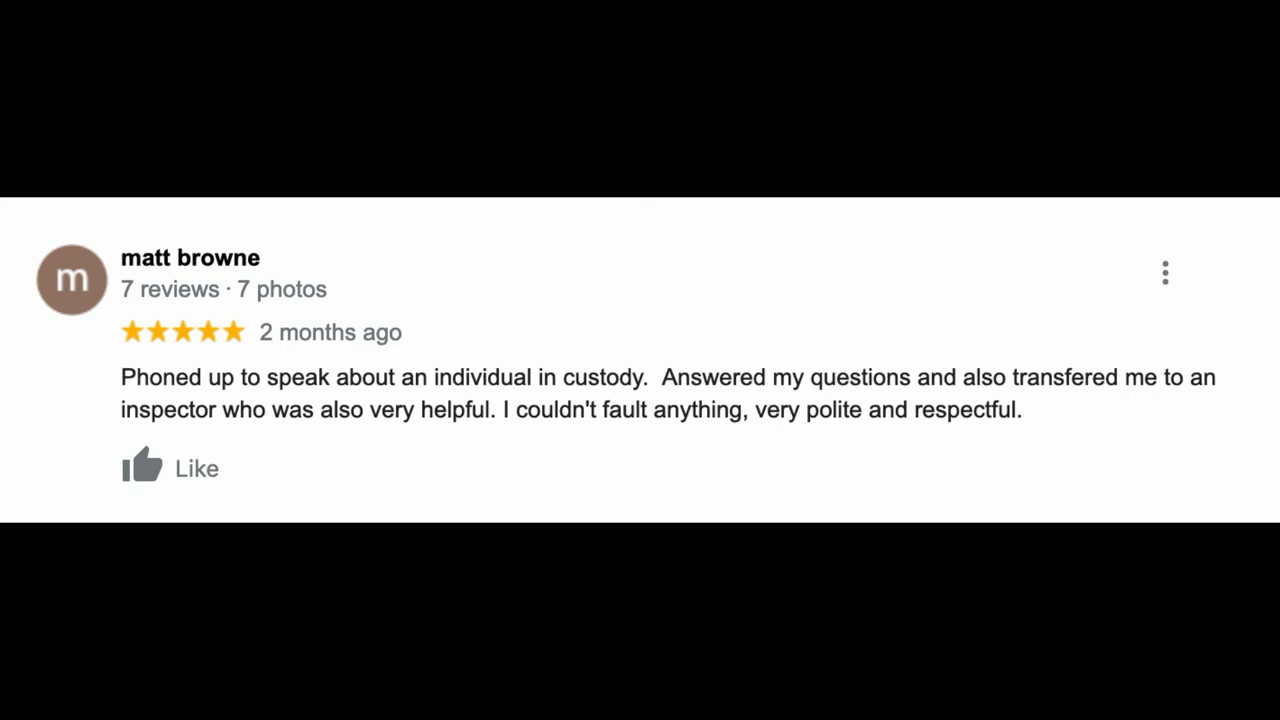 m
matt browne
7 reviews · 7 photos
2 months ago
Phoned up to speak about an individual in custody.  Answered my questions and also transfered me to an
inspector who was also very helpful. I couldn't fault anything, very polite and respectful.
Like